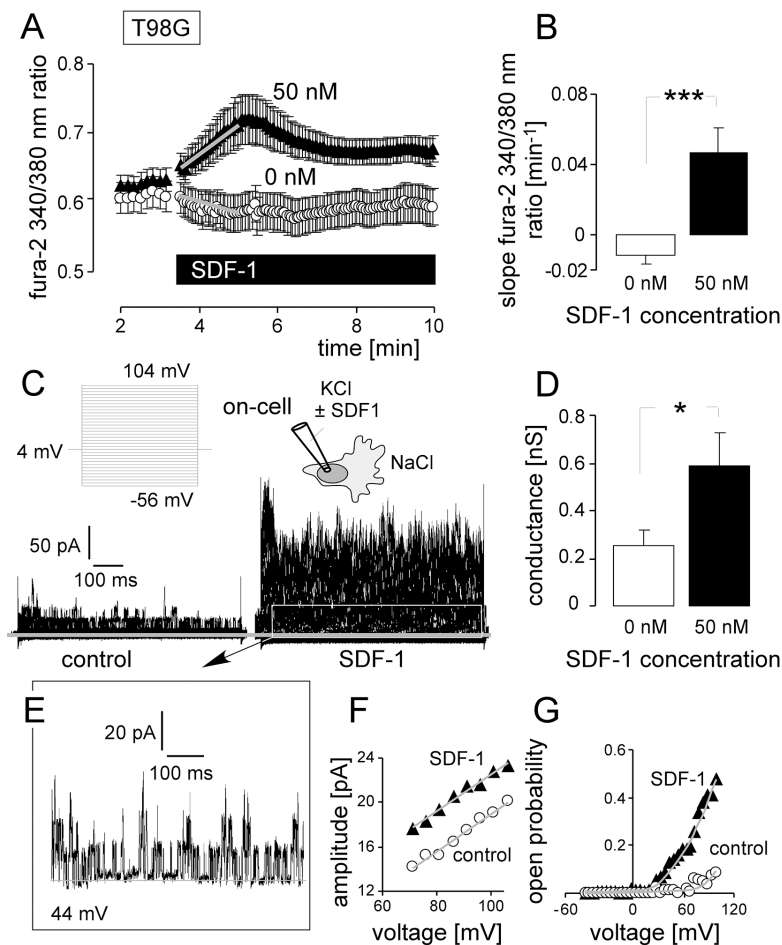 A
T98G
fura-2 340/380 nm ratio
0.8
0.7
0.6
0.5
50 nM
0 nM
SDF-1
2
4
6
8
10
time [min]
B
slope fura-2 340/380 nm
ratio [min-1]
0.08
0.04
0
-0.02
***
0 nM
50 nM
SDF-1 concentration
C
104 mV
4 mV
-56 mV
50 pA
100 ms
on-cell
KCl
± SDF1
NaCl
control
SDF-1
D
conductance [nS]
0.8
0.6
0.4
0.2
0
*
0 nM
50 nM
SDF-1 concentration
E
20 pA
100 ms
44 mV
F
amplitude [pA]
24
20
16
12
SDF-1
control
60
80
100
voltage [mV]
G
open probability
0.6
0.4
0.2
0
SDF-1
control
-60
0
60
120
voltage [mV]